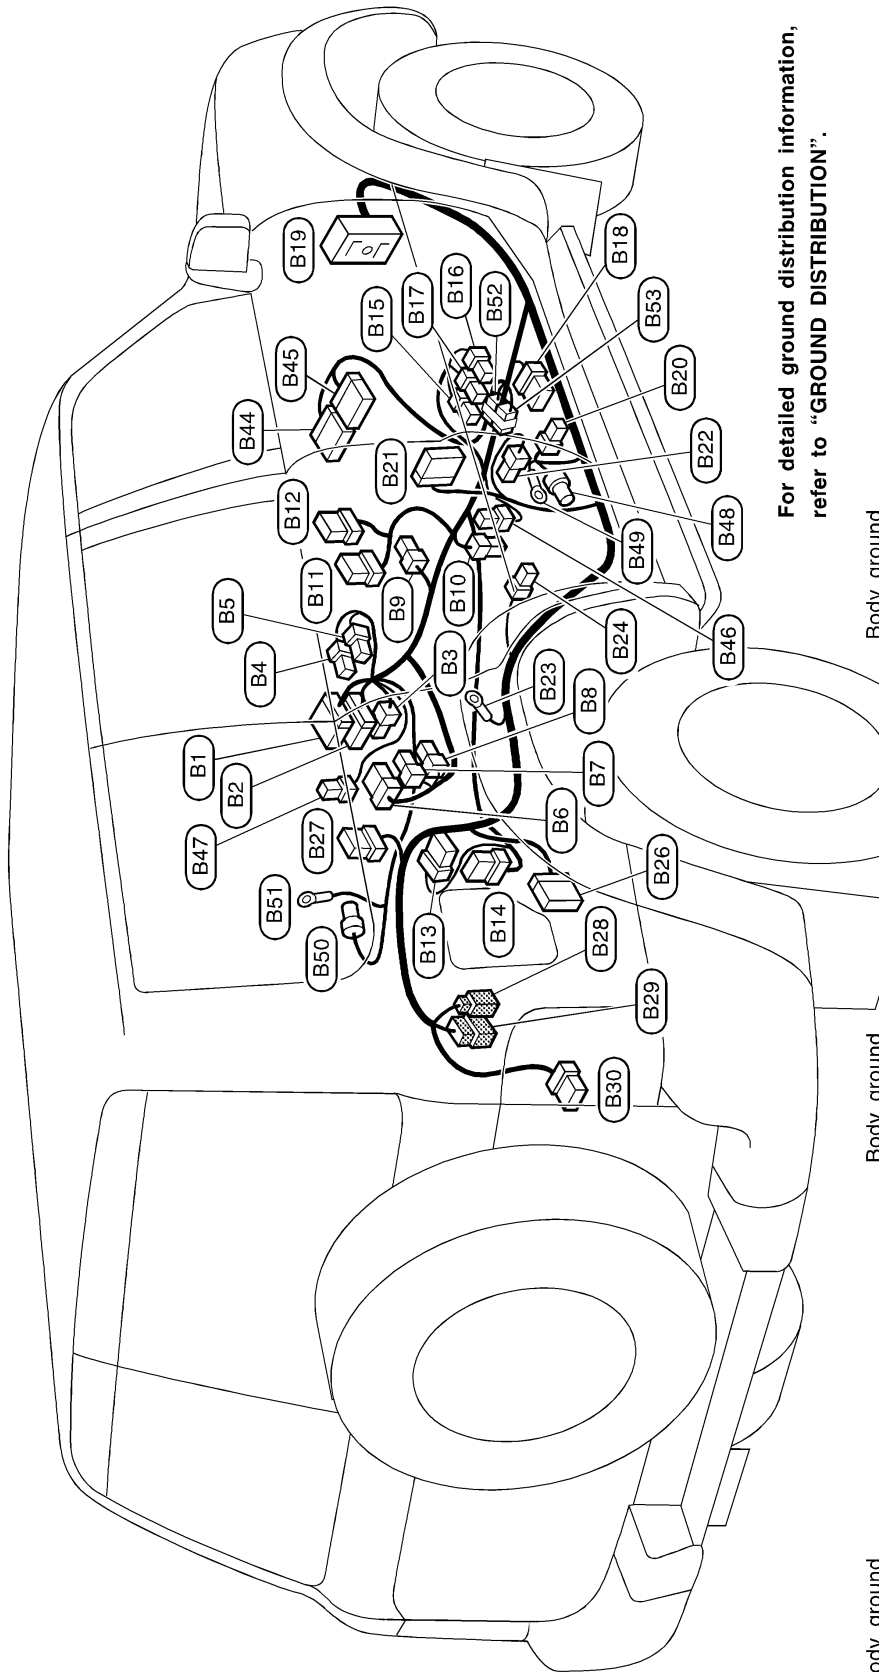 B47
B1
B2
B5
B44
B4
B51
B12
B45
B19
B50
B27
B11
B15
B9
B21
B17
B13
B3
B10
B16
B14
B52
B23
B6
B8
B28
B7
B30
B24
B18
B49
B29
B26
B53
B20
B22
B46
B48
For detailed ground distribution information,
refer to “GROUND DISTRIBUTION”.
ody ground
Body ground
Body ground